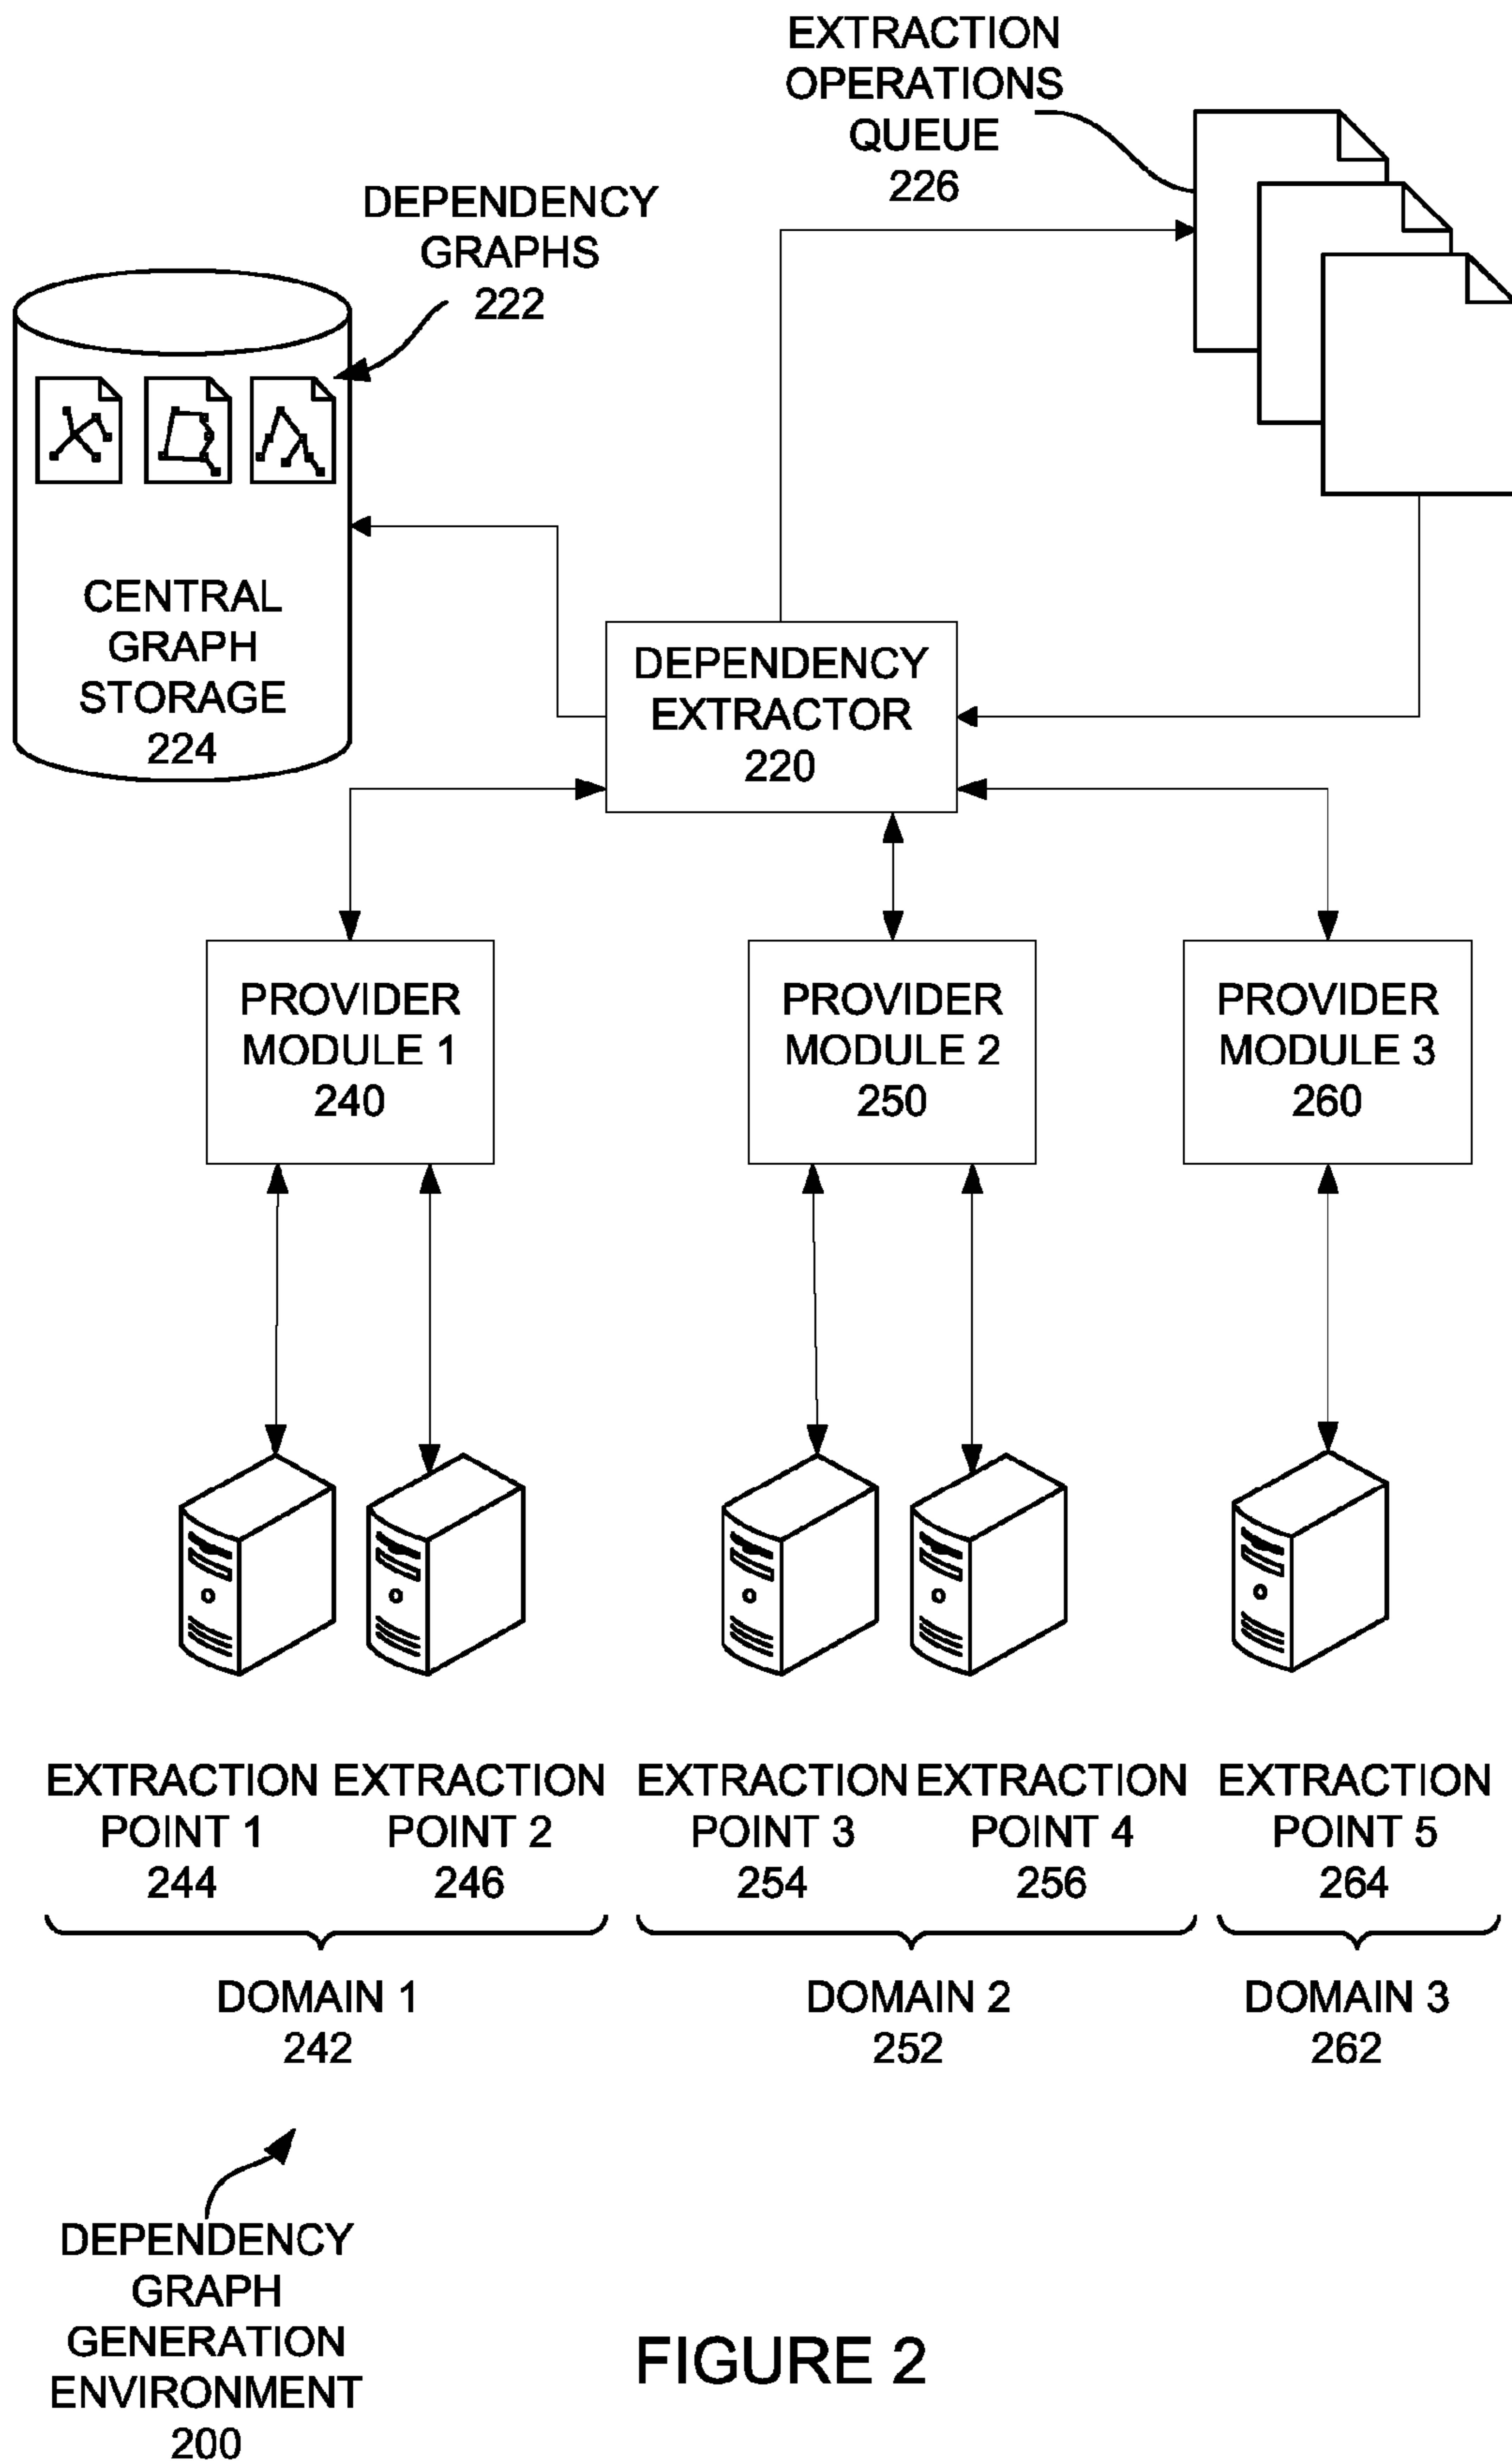 EXTRACTION
OPERATIONS
QUEUE
226
DEPENDENCY
GRAPHS
222
CENTRAL
GRAPH
STORAGE
224
DEPENDENCY
EXTRACTOR
220
PROVIDER
MODULE 1
240
PROVIDER
MODULE 2
250
PROVIDER
MODULE 3
260
EXTRACTION
POINT 1
244
EXTRACTION
POINT 2
246
EXTRACTION
POINT 3
254
EXTRACTION
POINT 4
256
EXTRACTION
POINT 5
264
DOMAIN 1
242
DOMAIN 2
252
DOMAIN 3
262
DEPENDENCY
GRAPH
GENERATION
ENVIRONMENT
200
FIGURE 2